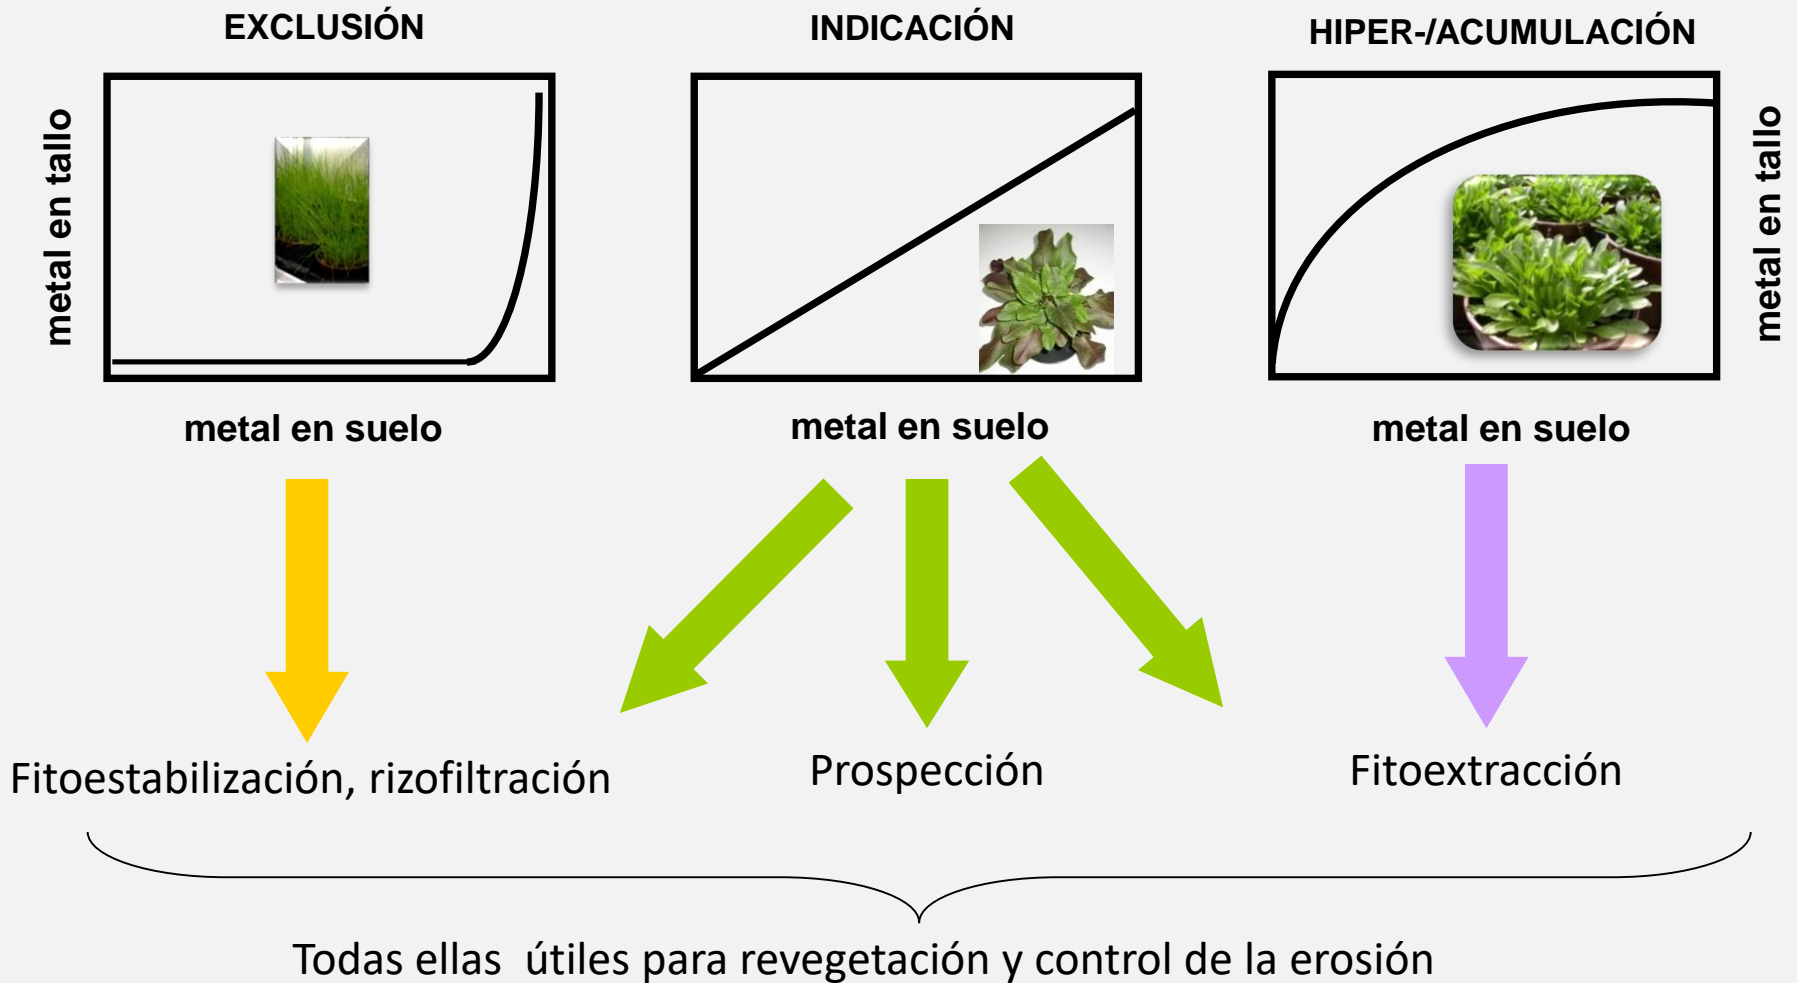 EXCLUSIÓN
INDICACIÓN
HIPER-/ACUMULACIÓN
metal en tallo
metal en tallo
metal en suelo
metal en suelo
metal en suelo
Fitoestabilización, rizofiltración
Prospección
Fitoextracción
Todas ellas útiles para revegetación y control de la erosión